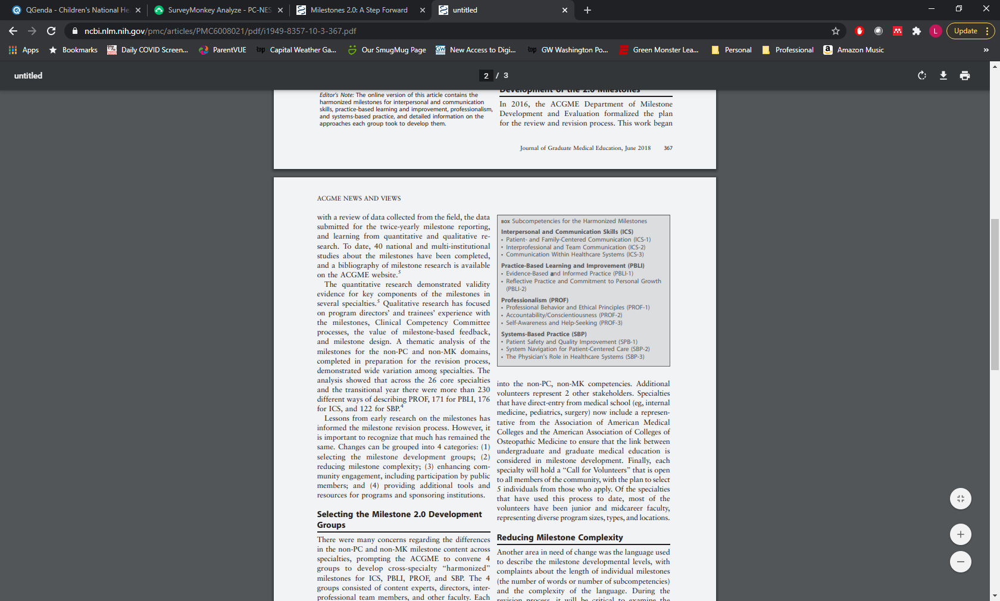 QGenda - Children's National He
SurveyMonkey Analyze - PC-NES
Milestones 2.0: A Step Forward
untitled
ncbi.nlm.nih.gov/pmc/articles/PMC6008021/pdf/i1949-8357-10-3-367.pdf
L
Update
Apps
Bookmarks
Daily COVID Screen...
ParentVUE
wp
Capital Weather Ga...
Our SmugMug Page
GW
New Access to Digi...
wp
GW Washington Po...
Green Monster Lea...
Personal
Professional
a
Amazon Music
»
untitled
2 / 3
Editor's Note: The online version of this article contains the
harmonized milestones for interpersonal and communication
skills, practice-based learning and improvement, professionalism,
and systems-based practice, and detailed information on the
approaches each group took to develop them.
Development of the 2.0 Milestones
In 2016, the ACGME Department of Milestone
Development and Evaluation formalized the plan
for the review and revision process. This work began
Journal of Graduate Medical Education, June 2018 367
ACGME NEWS AND VIEWS
with a review of data collected from the field, the data
submitted for the twice-yearly milestone reporting,
and learning from quantitative and qualitative re-
search. To date, 40 national and multi-institutional
studies about the milestones have been completed,
and a bibliography of milestone research is available
on the ACGME website.5
The quantitative research demonstrated validity
evidence for key components of the milestones in
several specialties.5 Qualitative research has focused
on program directors' and trainees' experience with
the milestones, Clinical Competency Committee
processes, the value of milestone-based feedback,
and milestone design. A thematic analysis of the
milestones for the non-PC and non-MK domains,
completed in preparation for the revision process,
demonstrated wide variation among specialties. The
analysis showed that across the 26 core specialties
and the transitional year there were more than 230
different ways of describing PROF, 171 for PBLI, 176
for ICS, and 122 for SBP.4
Lessons from early research on the milestones has
informed the milestone revision process. However, it
is important to recognize that much has remained the
same. Changes can be grouped into 4 categories: (1)
selecting the milestone development groups; (2)
reducing milestone complexity; (3) enhancing com-
munity engagement, including participation by public
members; and (4) providing additional tools and
resources for programs and sponsoring institutions.
Selecting the Milestone 2.0 Development
Groups
There were many concerns regarding the differences
in the non-PC and non-MK milestone content across
specialties, prompting the ACGME to convene 4
groups to develop cross-specialty “harmonized”
milestones for ICS, PBLI, PROF, and SBP. The 4
groups consisted of content experts, directors, inter-
professional team members, and other faculty. Each
BOX Subcompetencies for the Harmonized Milestones
Interpersonal and Communication Skills (ICS)
• Patient- and Family-Centered Communication (ICS-1)
• Interprofessional and Team Communication (ICS-2)
• Communication Within Healthcare Systems (ICS-3)
Practice-Based Learning and Improvement (PBLI)
• Evidence-Based and Informed Practice (PBLI-1)
• Reflective Practice and Commitment to Personal Growth
(PBLI-2)
Professionalism (PROF)
• Professional Behavior and Ethical Principles (PROF-1)
• Accountability/Conscientiousness (PROF-2)
• Self-Awareness and Help-Seeking (PROF-3)
Systems-Based Practice (SBP)
• Patient Safety and Quality Improvement (SPB-1)
• System Navigation for Patient-Centered Care (SBP-2)
• The Physician's Role in Healthcare Systems (SBP-3)
into the non-PC, non-MK competencies. Additional
volunteers represent 2 other stakeholders. Specialties
that have direct-entry from medical school (eg, internal
medicine, pediatrics, surgery) now include a represen-
tative from the Association of American Medical
Colleges and the American Association of Colleges of
Osteopathic Medicine to ensure that the link between
undergraduate and graduate medical education is
considered in milestone development. Finally, each
specialty will hold a “Call for Volunteers” that is open
to all members of the community, with the plan to select
5 individuals from those who apply. Of the specialties
that have used this process to date, most of the
volunteers have been junior and midcareer faculty,
representing diverse program sizes, types, and locations.
Reducing Milestone Complexity
Another area in need of change was the language used
to describe the milestone developmental levels, with
complaints about the length of individual milestones
(the number of words or number of subcompetencies)
and the complexity of the language. During the
revision process, it will be critical to examine the